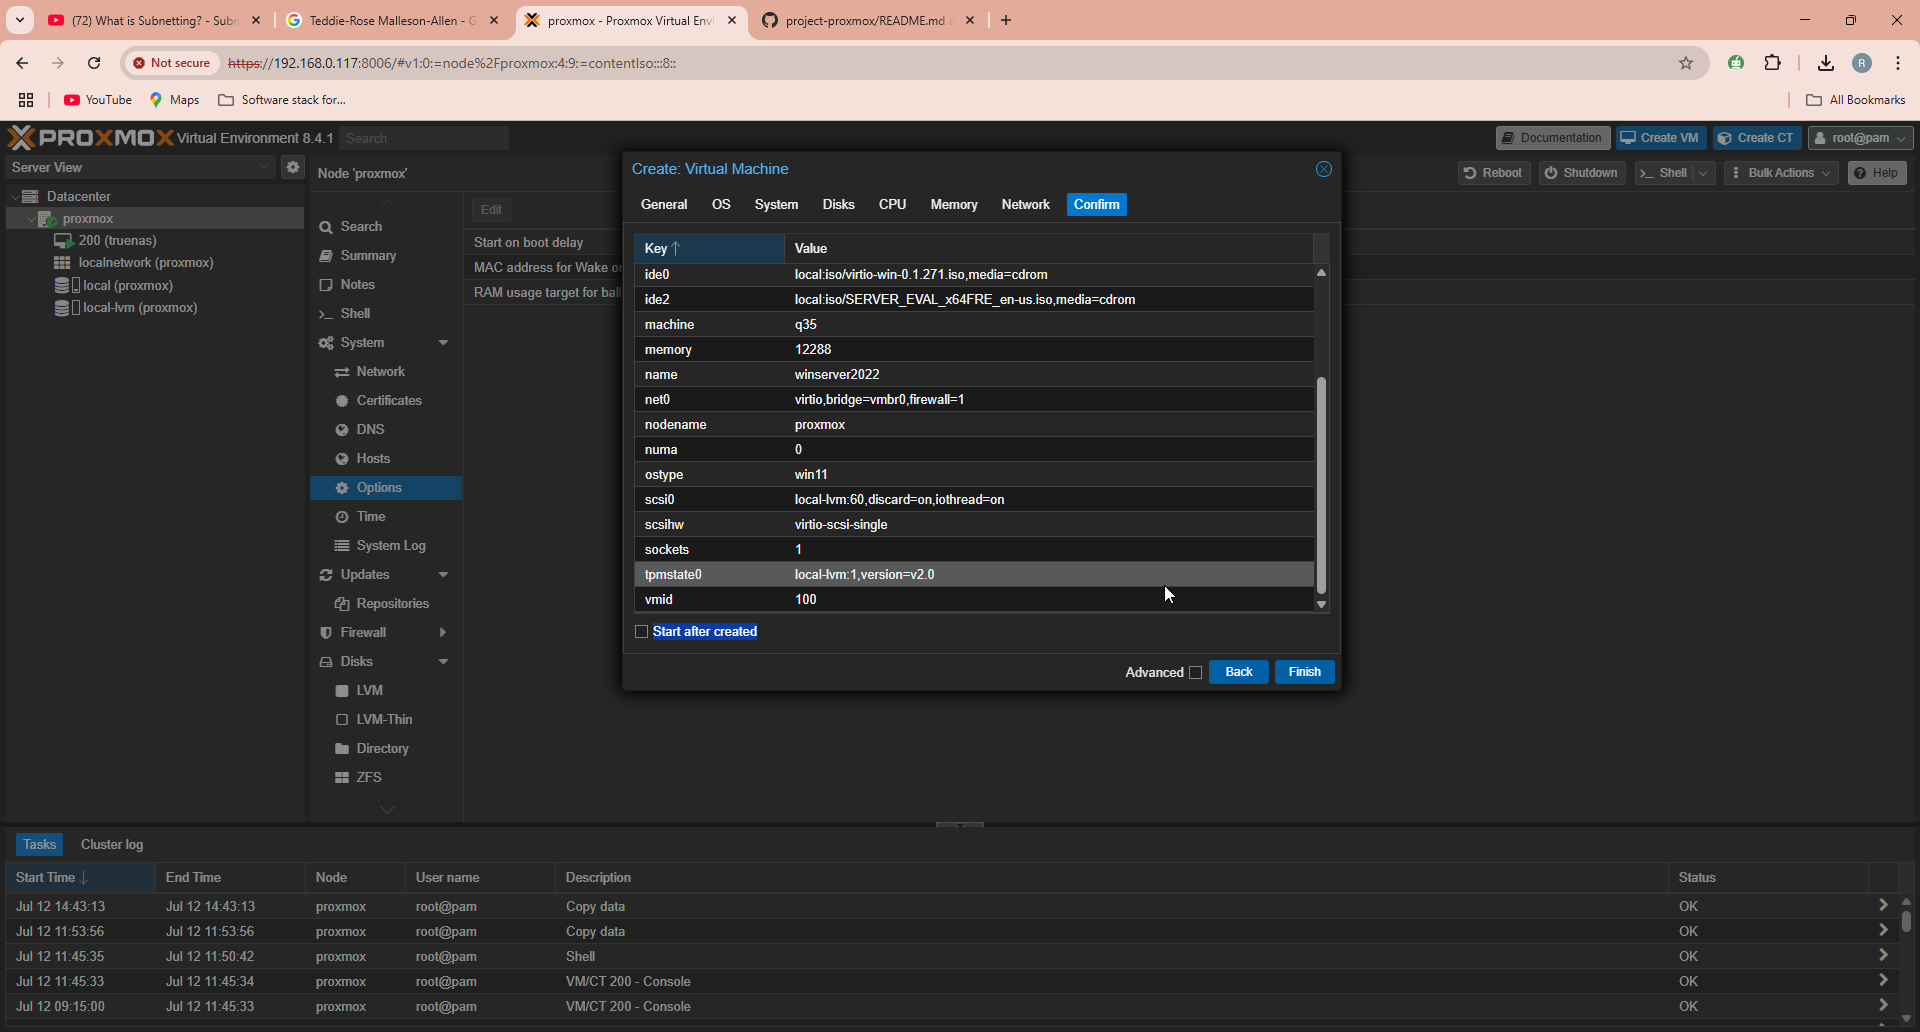 (72) What is Subnetting? - Sub
Teddie-Rose Malleson-Allen - G
proxmox - Proxmox Virtual Envi
project-proxmox/README.md
Not secure
https://192.168.0.117:8006/#v1:0:=node%2Fproxmox:4:9:=contentIso:::8::
R
YouTube
Maps
Software stack for...
All Bookmarks
PROXMOX Virtual Environment 8.4.1
Search
Documentation
Create VM
Create CT
root@pam
Server View
Node 'proxmox'
Reboot
Shutdown
Shell
Bulk Actions
Help
Datacenter
proxmox
200 (truenas)
localnetwork (proxmox)
local (proxmox)
local-lvm (proxmox)
Search
Summary
Notes
Shell
System
Network
Certificates
DNS
Hosts
Options
Time
System Log
Updates
Repositories
Firewall
Disks
LVM
LVM-Thin
Directory
ZFS
Edit
Start on boot delay
MAC address for Wake on
RAM usage target for ball
Create: Virtual Machine
General
OS
System
Disks
CPU
Memory
Network
Confirm
Key
Value
ide0 local:iso/virtio-win-0.1.271.iso,media=cdrom
ide2 local:iso/SERVER_EVAL_x64FRE_en-us.iso,media=cdrom
machine q35
memory 12288
name winserver2022
net0 virtio,bridge=vmbr0,firewall=1
nodename proxmox
numa 0
ostype win11
scsi0 local-lvm:60,discard=on,iothread=on
scsihw virtio-scsi-single
sockets 1
tpmstate0 local-lvm:1,version=v2.0
vmid 100
Start after created
Advanced
Back
Finish
Tasks
Cluster log
Start Time End Time Node User name Description Status
Jul 12 14:43:13 Jul 12 14:43:13 proxmox root@pam Copy data OK
Jul 12 11:53:56 Jul 12 11:53:56 proxmox root@pam Copy data OK
Jul 12 11:45:35 Jul 12 11:50:42 proxmox root@pam Shell OK
Jul 12 11:45:33 Jul 12 11:45:34 proxmox root@pam VM/CT 200 - Console OK
Jul 12 09:15:00 Jul 12 11:45:33 proxmox root@pam VM/CT 200 - Console OK